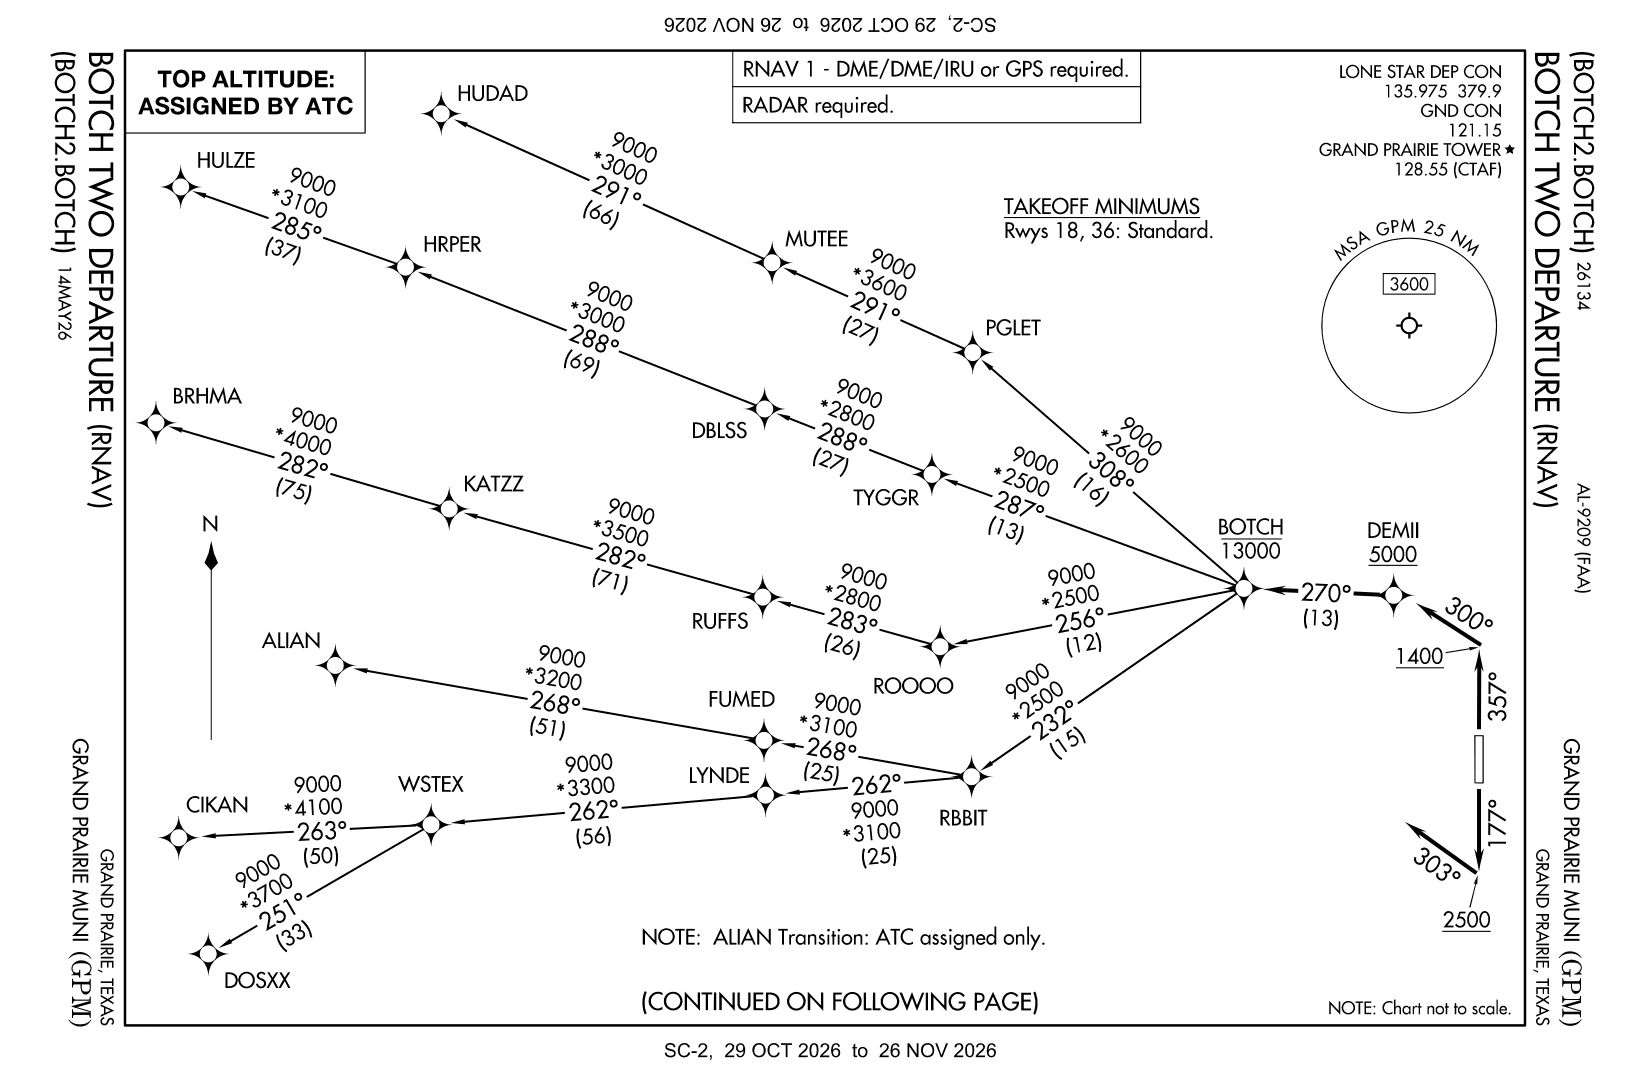 SC-2, 29 OCT 2026 to 26 NOV 2026
BOTCH TWO DEPARTURE (RNAV)
(BOTCH2.BOTCH) 14MAY26
GRAND PRAIRIE, TEXAS
GRAND PRAIRIE MUNI (GPM)
(BOTCH2.BOTCH) 26134
BOTCH TWO DEPARTURE (RNAV)
AL-9209 (FAA)
GRAND PRAIRIE MUNI (GPM)
GRAND PRAIRIE, TEXAS
TOP ALTITUDE:
ASSIGNED BY ATC
RNAV 1 - DME/DME/IRU or GPS required.
RADAR required.
LONE STAR DEP CON
135.975 379.9
GND CON
121.15
GRAND PRAIRIE TOWER ★
128.55 (CTAF)
TAKEOFF MINIMUMS
Rwys 18, 36: Standard.
MSA GPM 25 NM
3600
HUDAD
9000
*3000
291°
(66)
MUTEE
9000
*3600
291°
(27)
PGLET
9000
*2600
308°
(16)
HULZE
9000
*3100
285°
(37)
HRPER
9000
*3000
288°
(69)
DBLSS
9000
*2800
288°
(27)
TYGGR
9000
*2500
287°
(13)
BRHMA
9000
*4000
282°
(75)
KATZZ
9000
*3500
282°
(71)
RUFFS
9000
*2800
283°
(26)
ROOOO
9000
*2500
256°
(12)
BOTCH
13000
270°
(13)
DEMII
5000
300°
1400
357°
177°
303°
2500
N
ALIAN
9000
*3200
268°
(51)
FUMED
9000
*3100
268°
(25)
9000
*2500
232°
(15)
RBBIT
CIKAN
9000
*4100
263°
(50)
WSTEX
9000
*3300
262°
(56)
LYNDE
262°
9000
*3100
(25)
9000
*3700
251°
(33)
DOSXX
NOTE: ALIAN Transition: ATC assigned only.
(CONTINUED ON FOLLOWING PAGE)
NOTE: Chart not to scale.
SC-2, 29 OCT 2026 to 26 NOV 2026